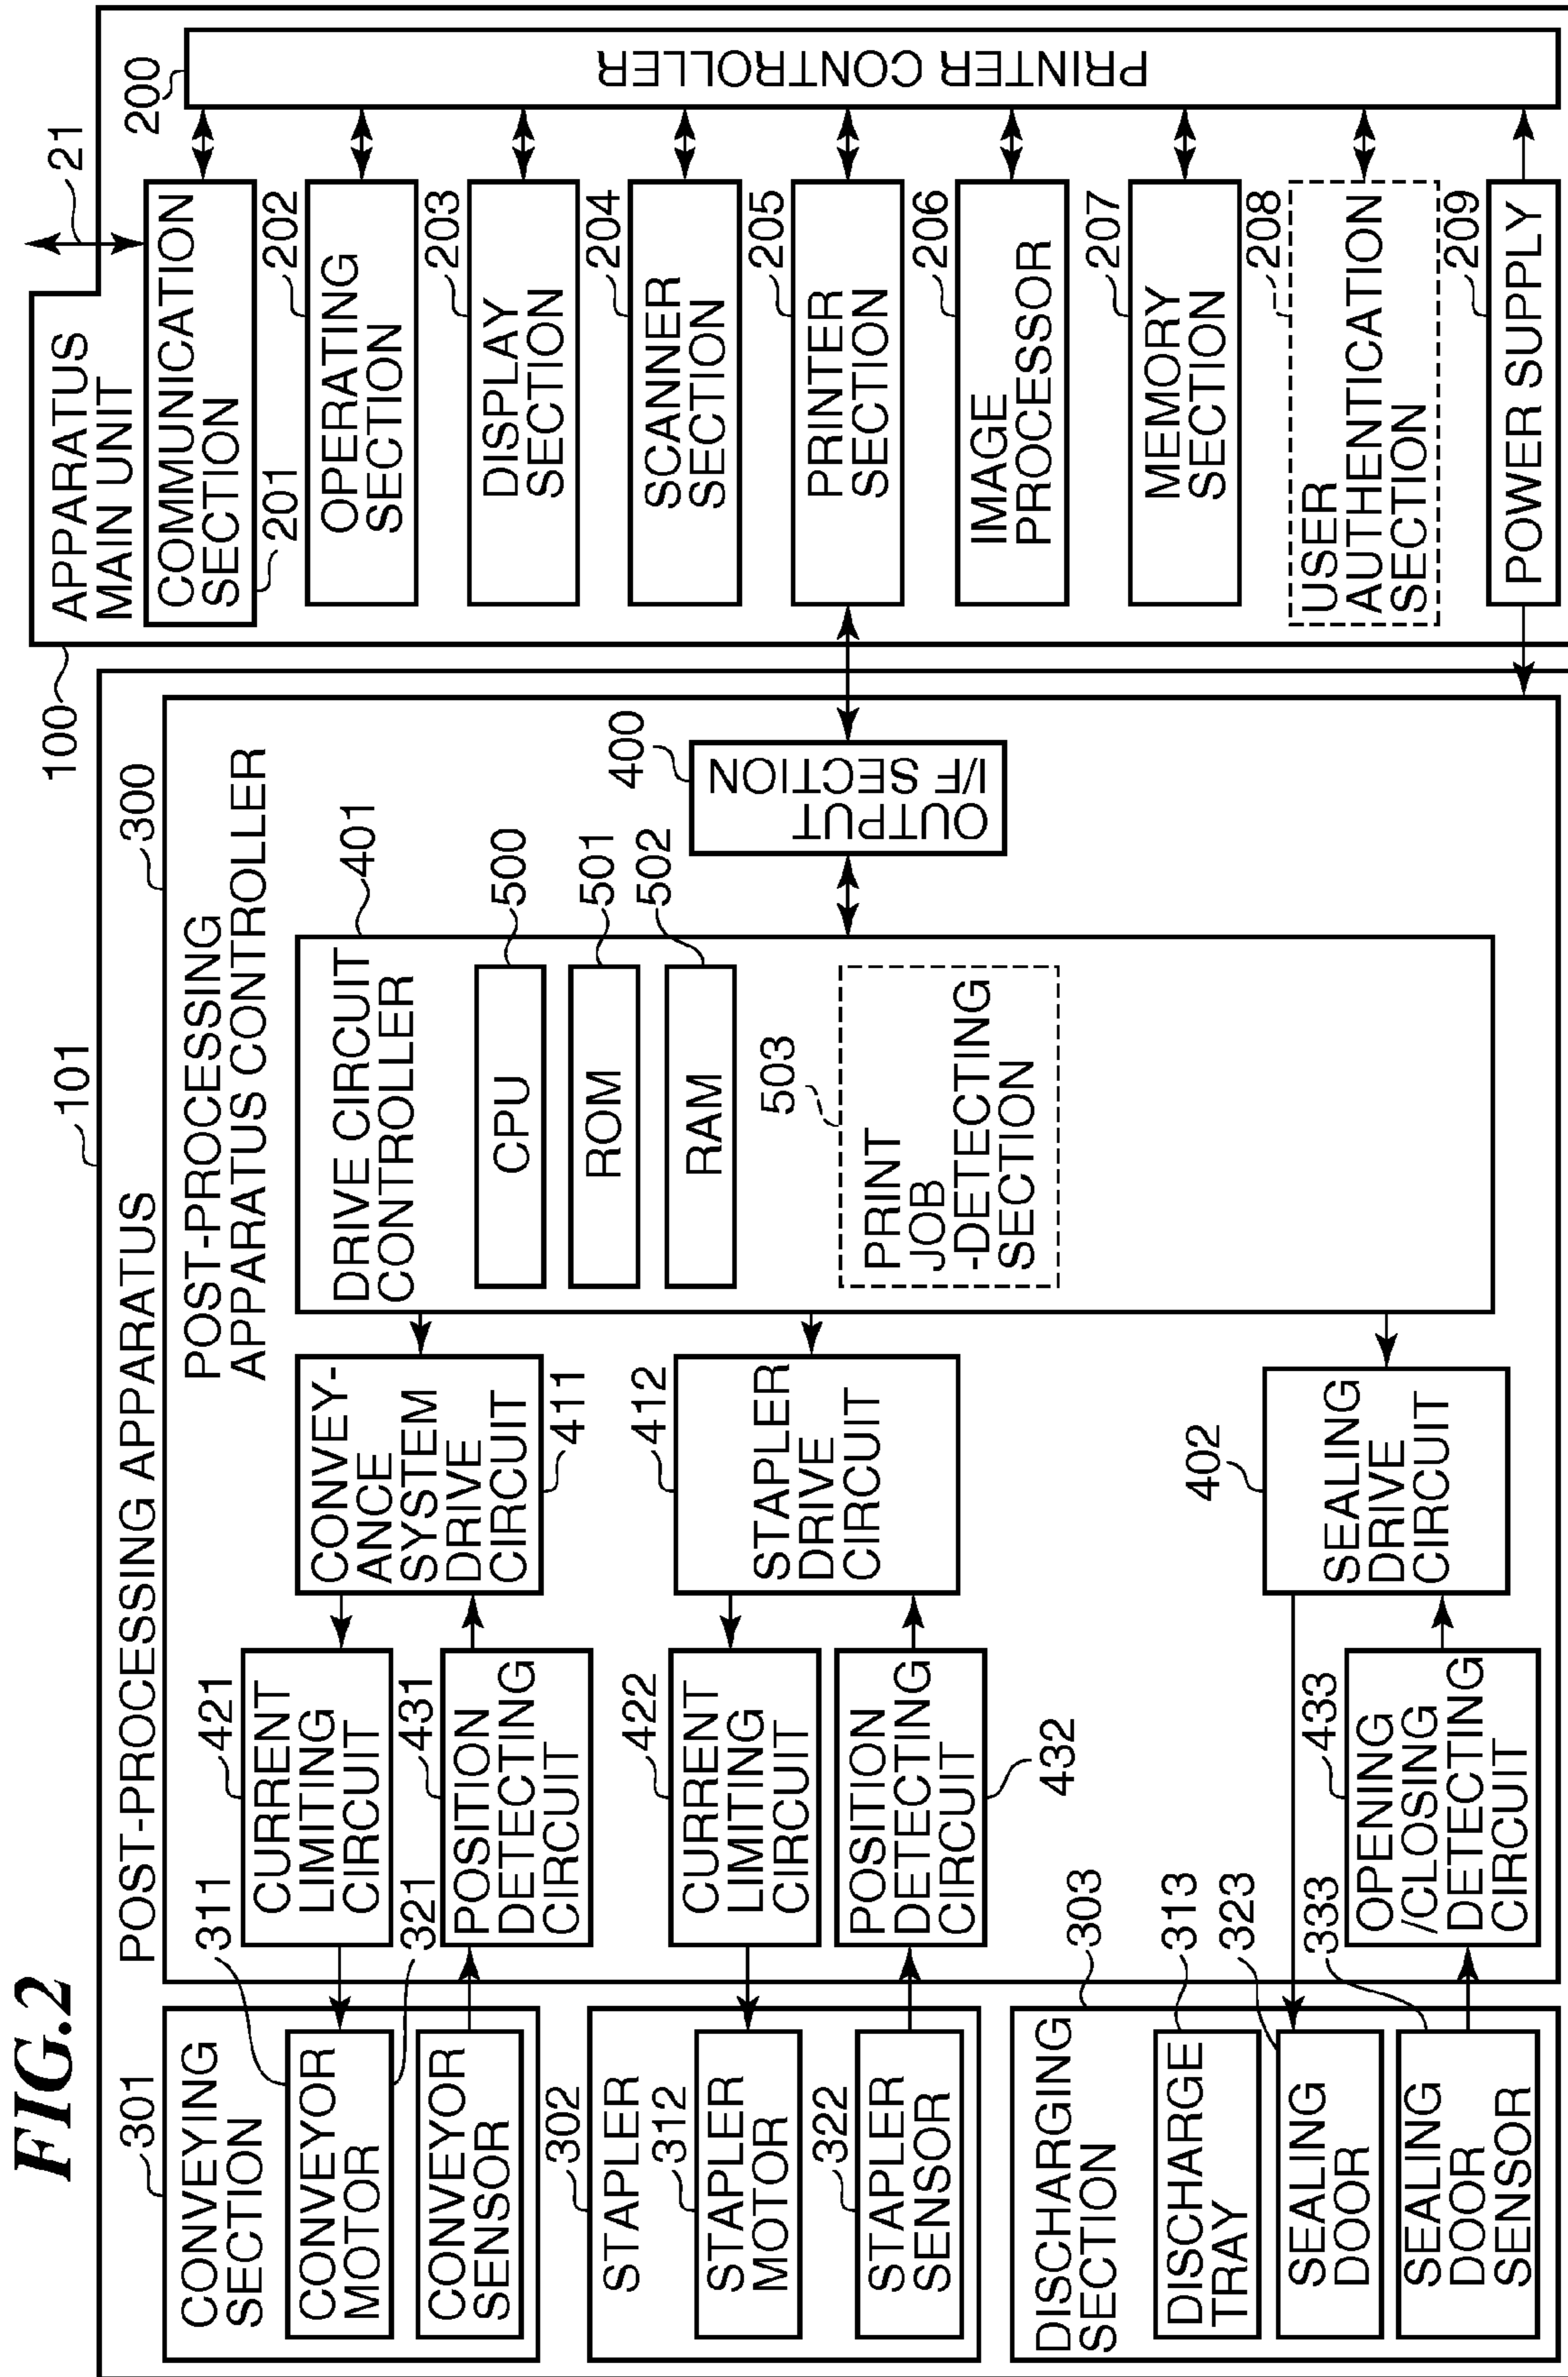 FIG.2
POST-PROCESSING APPARATUS
101
301
CONVEYING
SECTION
311
CONVEYOR
MOTOR
321
CONVEYOR
SENSOR
302
STAPLER
312
STAPLER
MOTOR
322
STAPLER
SENSOR
DISCHARGING
SECTION
303
DISCHARGE
TRAY
313
SEALING
DOOR
323
SEALING
DOOR
SENSOR
333
POST-PROCESSING
APPARATUS CONTROLLER
300
421
CURRENT
LIMITING
CIRCUIT
431
POSITION
DETECTING
CIRCUIT
422
CURRENT
LIMITING
CIRCUIT
POSITION
DETECTING
CIRCUIT
432
433
OPENING
/CLOSING
DETECTING
CIRCUIT
CONVEY-
ANCE
SYSTEM
DRIVE
CIRCUIT
411
412
STAPLER
DRIVE
CIRCUIT
402
SEALING
DRIVE
CIRCUIT
DRIVE CIRCUIT
CONTROLLER
401
CPU
500
ROM
501
RAM
502
503
PRINT
JOB
-DETECTING
SECTION
400
OUTPUT
I/F SECTION
100
APPARATUS
MAIN UNIT
21
COMMUNICATION
SECTION
201
OPERATING
SECTION
202
DISPLAY
SECTION
203
SCANNER
SECTION
204
PRINTER
SECTION
205
IMAGE
PROCESSOR
206
MEMORY
SECTION
207
USER
AUTHENTICATION
SECTION
208
POWER SUPPLY
209
200
PRINTER CONTROLLER